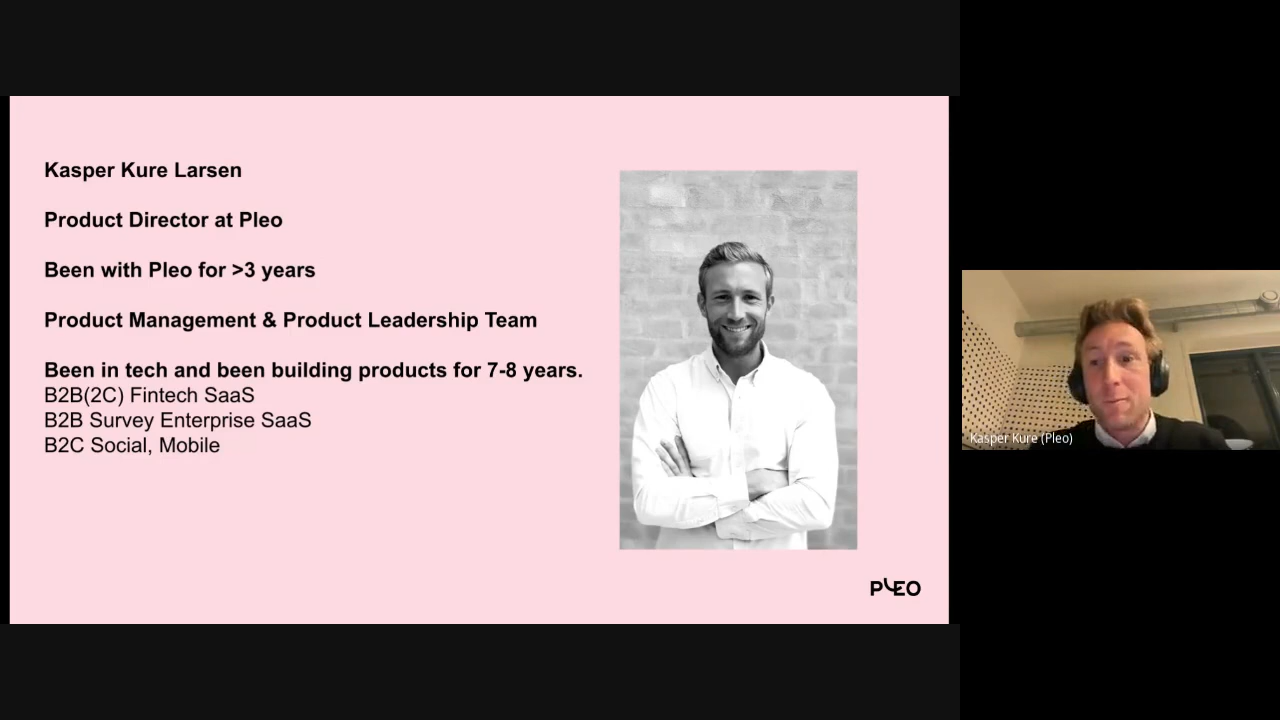 Kasper Kure Larsen
Product Director at Pleo
Been with Pleo for >3 years
Product Management & Product Leadership Team
Been in tech and been building products for 7-8 years.
B2B(2C) Fintech SaaS
B2B Survey Enterprise SaaS
B2C Social, Mobile
PLEO
Kasper Kure (Pleo)